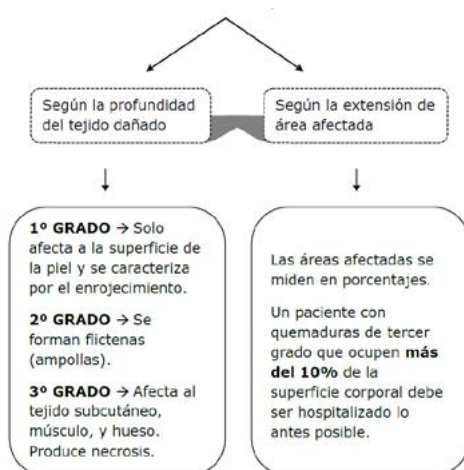 Según la profundidad
del tejido dañado
Según la extensión de
área afectada
1º GRADO → Solo
afecta a la superficie de
la piel y se caracteriza
por el enrojecimiento.
2º GRADO → Se
forman flictenas
(ampollas).
3º GRADO → Afecta al
tejido subcutáneo,
músculo, y hueso.
Produce necrosis.
Las áreas afectadas se
miden en porcentajes.
Un paciente con
quemaduras de tercer
grado que ocupen más
del 10% de la
superficie corporal debe
ser hospitalizado lo
antes posible.